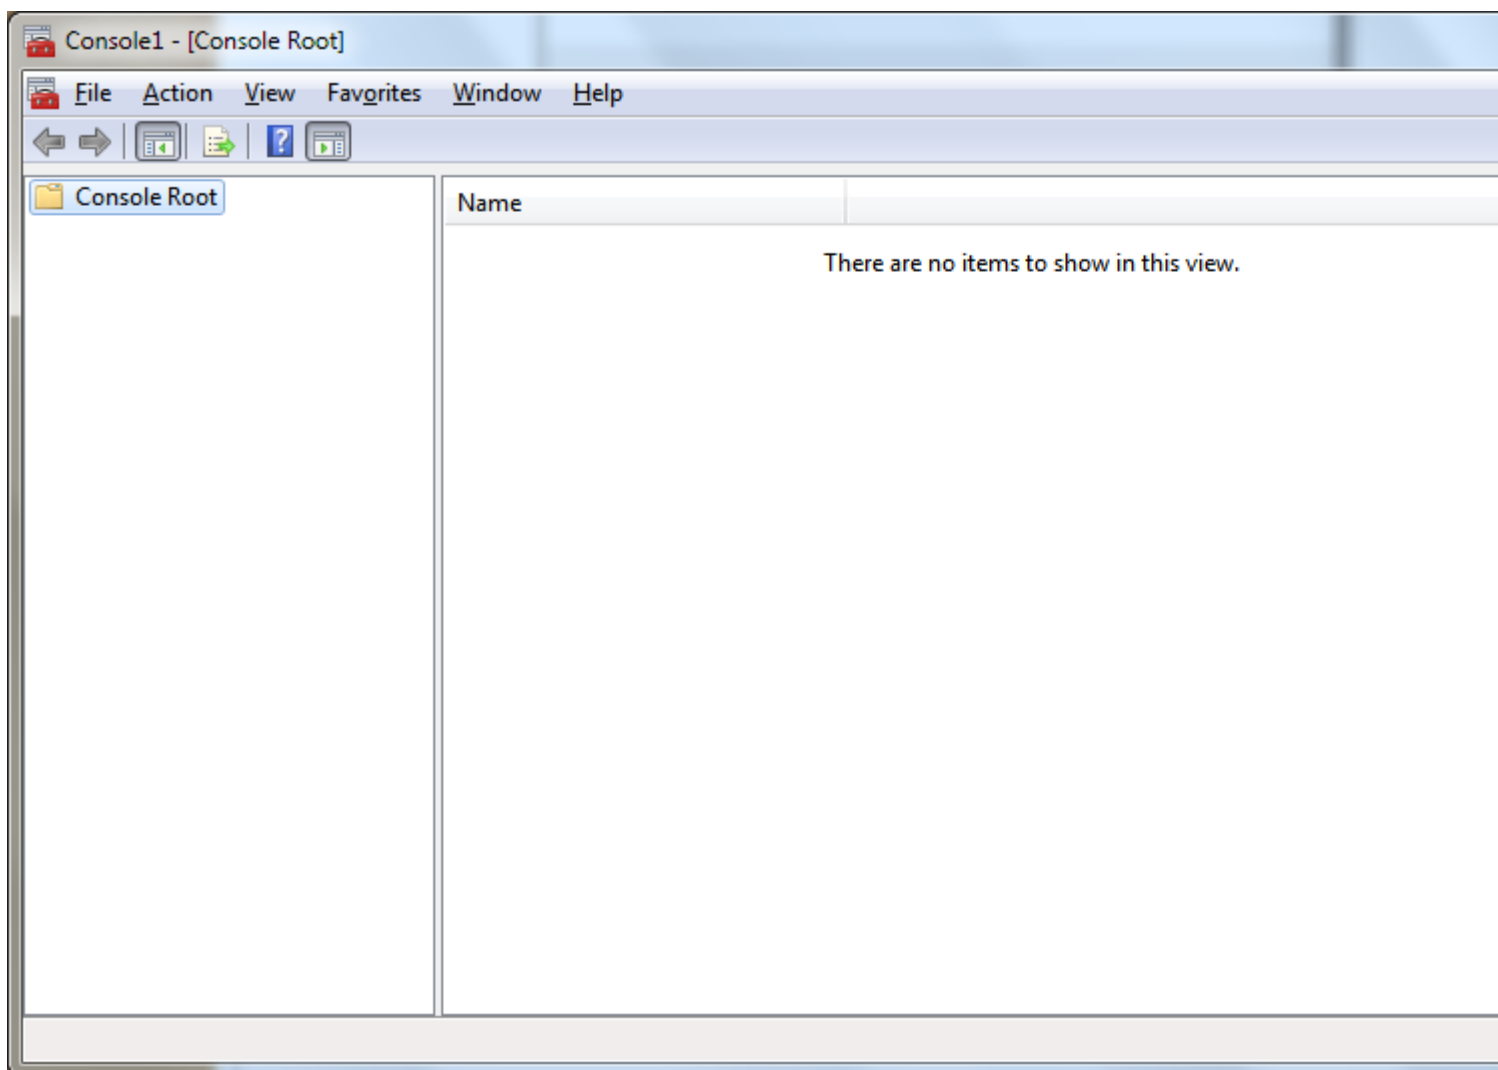 Console1 - [Console Root]
File Action View Favorites Window Help
?
Console Root
Name
There are no items to show in this view.